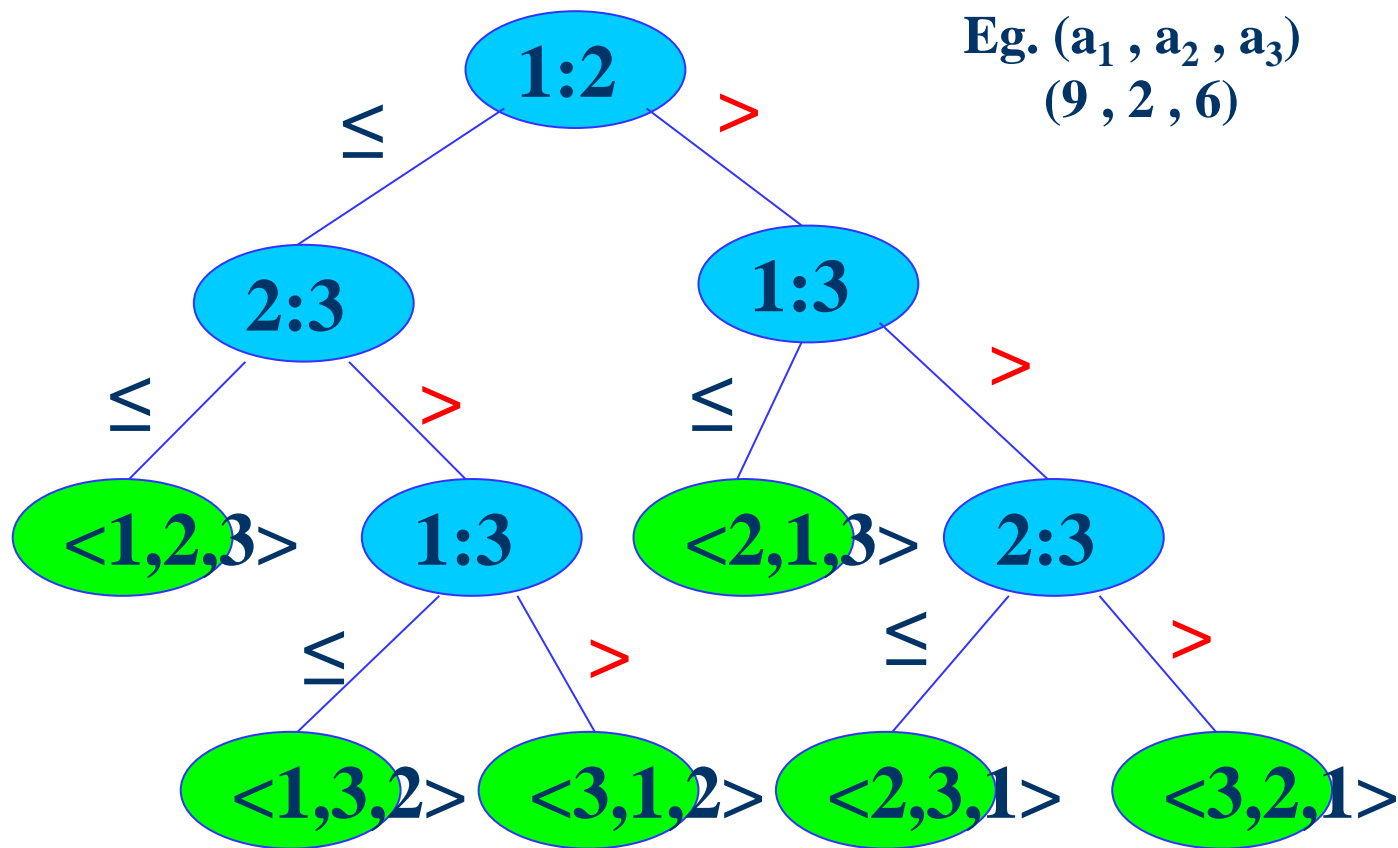 Eg. (a₁ , a₂ , a₃)
(9 , 2 , 6)
1:2
≤ >
2:3 1:3
≤ > ≤ >
<1,2,3> 1:3 <2,1,3> 2:3
≤ > ≤ >
<1,3,2> <3,1,2> <2,3,1> <3,2,1>